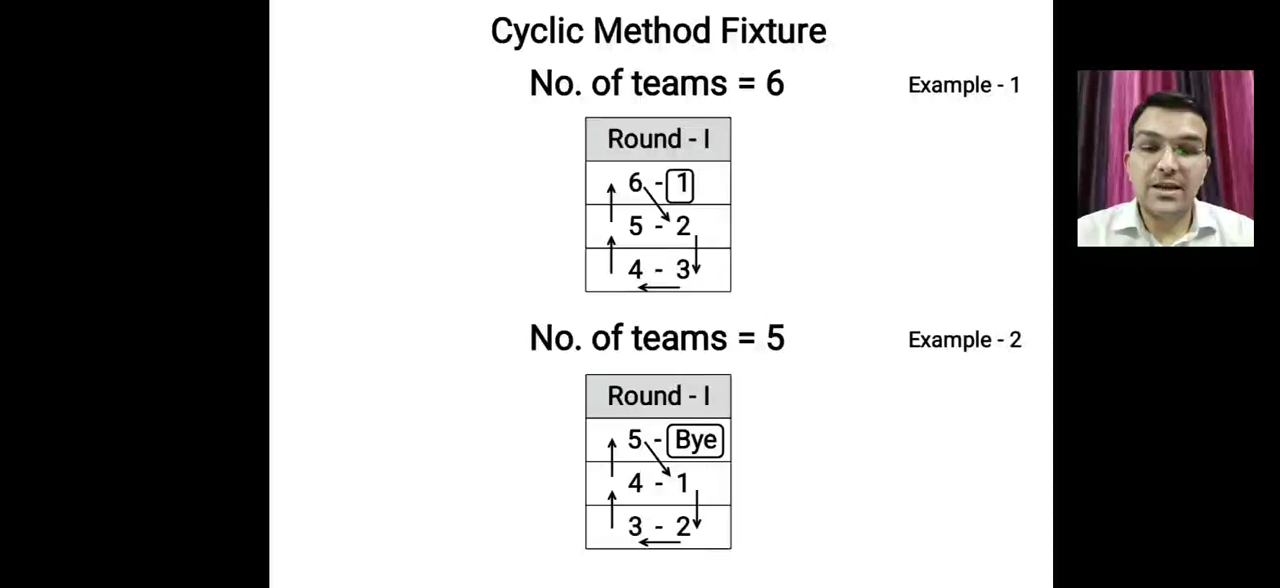 Cyclic Method Fixture
No. of teams = 6
Example - 1
Round - I
6 - 1
5 - 2
4 - 3
No. of teams = 5
Example - 2
Round - I
5 - Bye
4 - 1
3 - 2